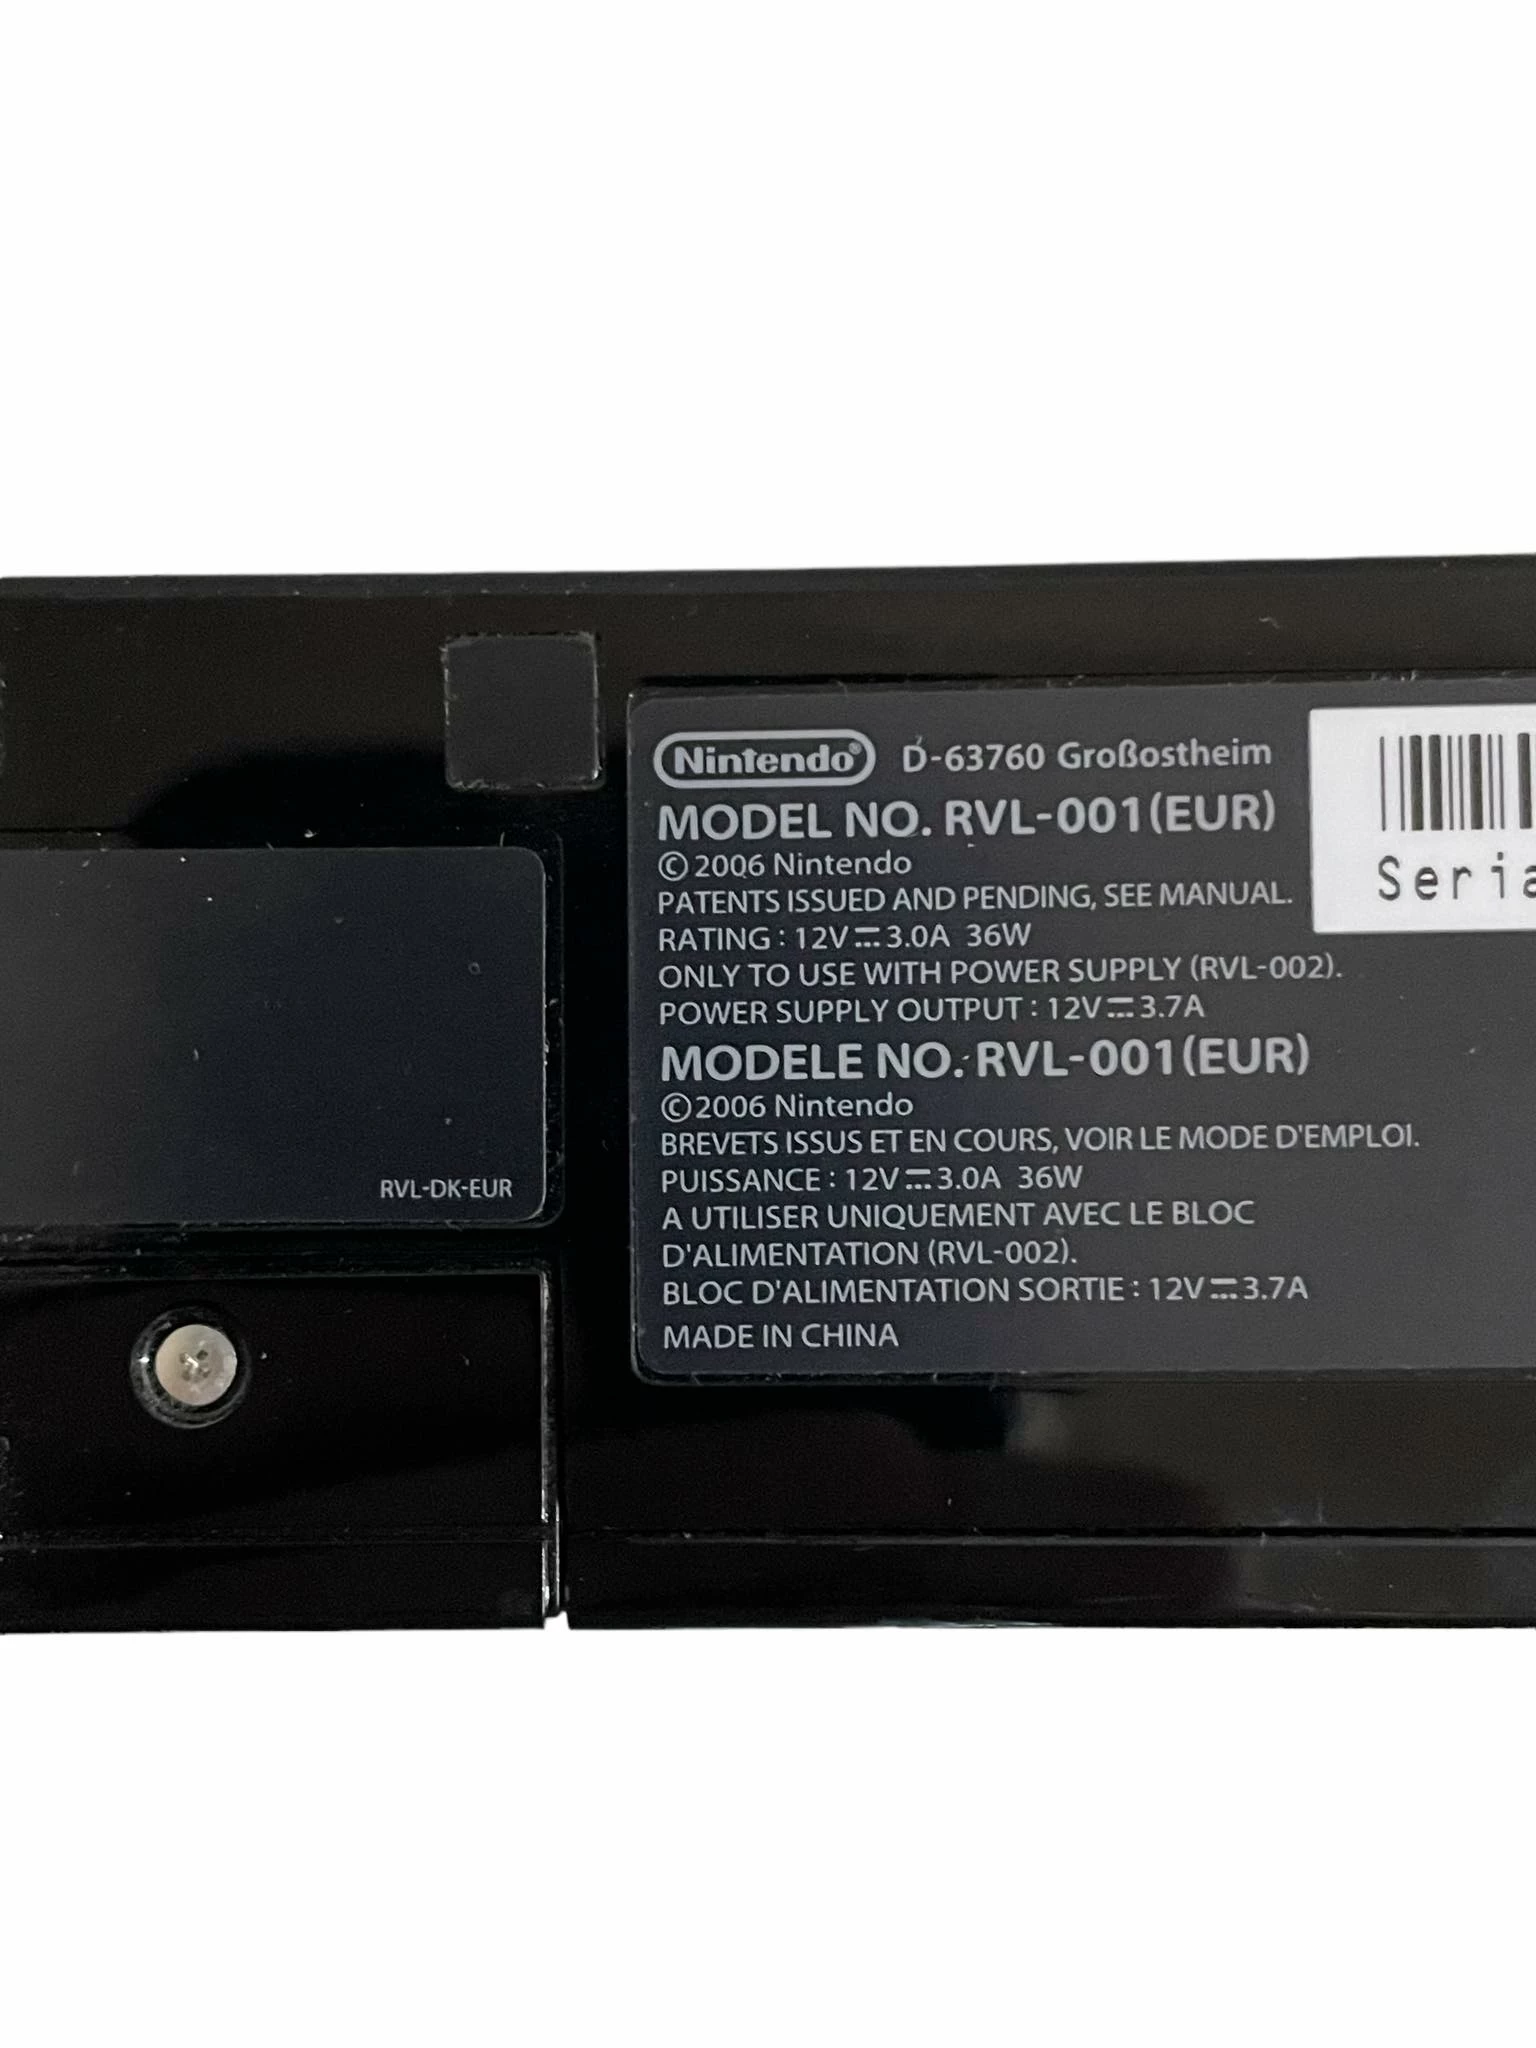 Nintendo® D-63760 Großostheim
MODEL NO. RVL-001(EUR)
©2006 Nintendo
PATENTS ISSUED AND PENDING, SEE MANUAL.
RATING : 12V⎓3.0A 36W
ONLY TO USE WITH POWER SUPPLY (RVL-002).
POWER SUPPLY OUTPUT : 12V⎓3.7A
MODELE NO. RVL-001(EUR)
©2006 Nintendo
BREVETS ISSUS ET EN COURS, VOIR LE MODE D'EMPLOI.
PUISSANCE : 12V⎓3.0A 36W
A UTILISER UNIQUEMENT AVEC LE BLOC
D'ALIMENTATION (RVL-002).
BLOC D'ALIMENTATION SORTIE : 12V⎓3.7A
MADE IN CHINA
Seria
RVL-DK-EUR